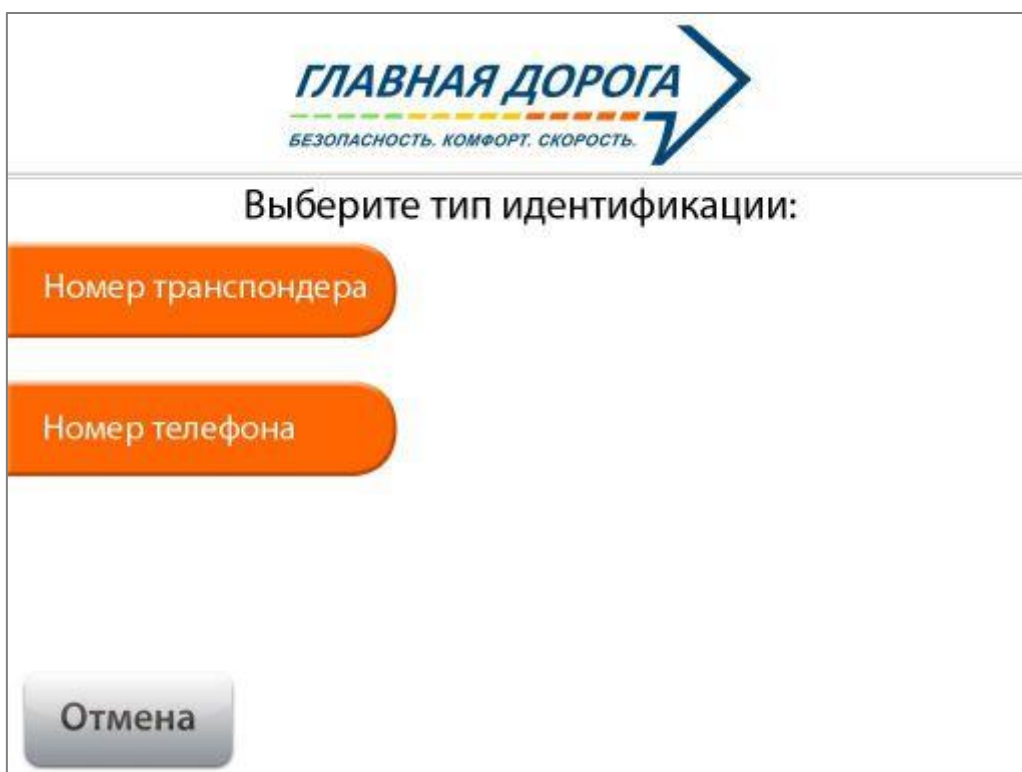 ГЛАВНАЯ ДОРОГА
БЕЗОПАСНОСТЬ. КОМФОРТ. СКОРОСТЬ.
Выберите тип идентификации:
Номер транспондера
Номер телефона
Отмена